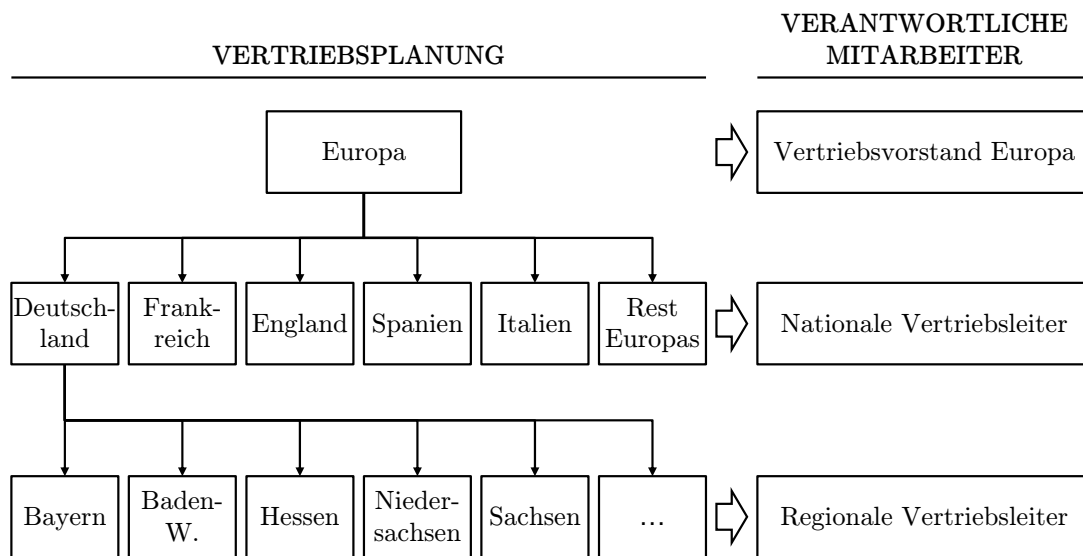 VERTRIEBSPLANUNG
VERANTWORTLICHE
MITARBEITER
Europa
Vertriebsvorstand Europa
Deutsch-
land
Frank-
reich
England
Spanien
Italien
Rest
Europas
Nationale Vertriebsleiter
Bayern
Baden-
W.
Hessen
Nieder-
sachsen
Sachsen
...
Regionale Vertriebsleiter